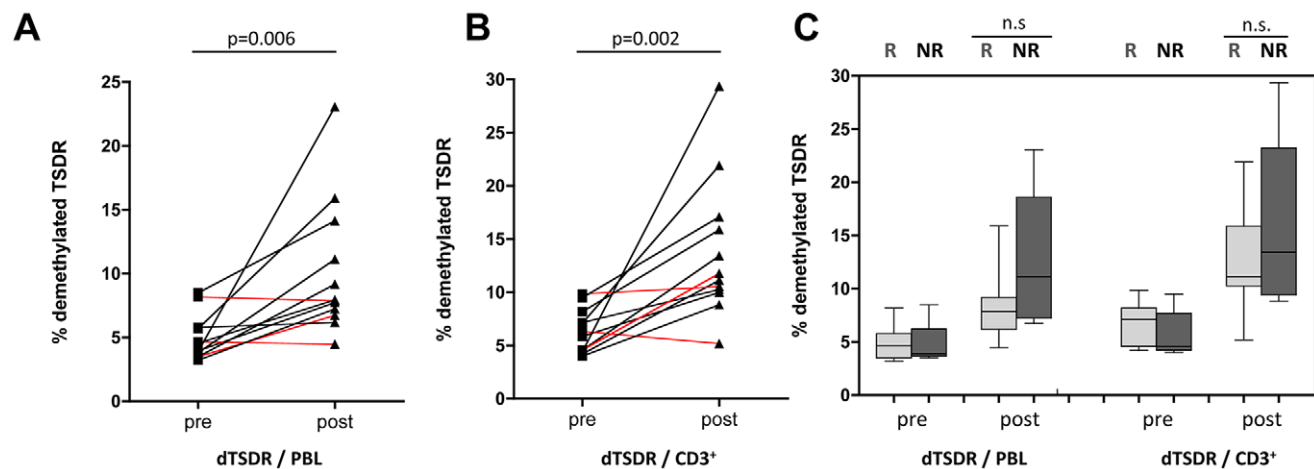 A
p=0.006
% demethylated TSDR
25
20
15
10
5
0
pre post
dTSDR / PBL
B
p=0.002
% demethylated TSDR
30
25
20
15
10
5
0
pre post
dTSDR / CD3⁺
C
n.s n.s.
R NR R NR R NR R NR
% demethylated TSDR
30
25
20
15
10
5
0
pre post pre post
dTSDR / PBL dTSDR / CD3⁺